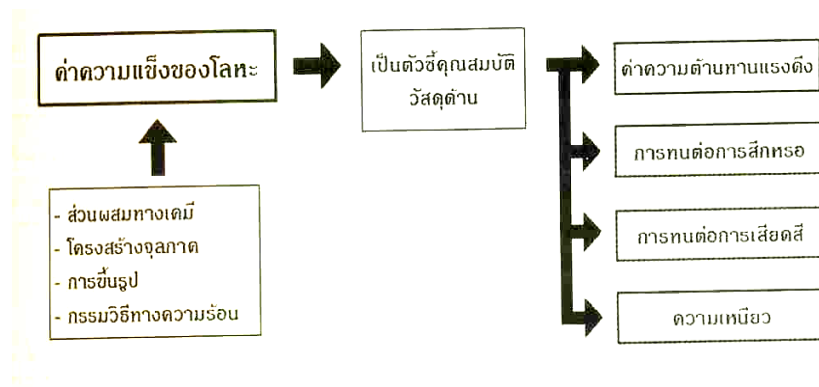 ค่าความแข็งของโลหะ
เป็นตัวชี้คุณสมบัติ
วัสดุด้าน
ค่าความต้านทานแรงดึง
การทนต่อการสึกหรอ
การทนต่อการเสียดสี
ความเหนียว
- ส่วนผสมทางเคมี
- โครงสร้างจุลภาค
- การขึ้นรูป
- กรรมวิธีทางความร้อน